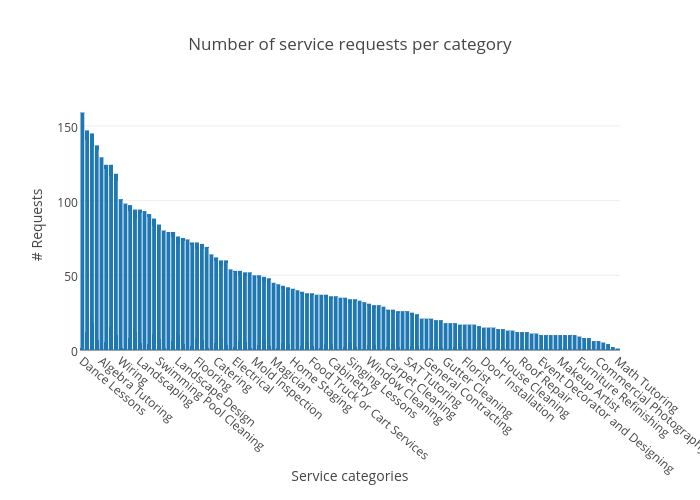 Number of service requests per category
150
100
50
0
# Requests
Dance Lessons
Algebra Tutoring
Wiring
Landscaping
Swimming Pool Cleaning
Landscape Design
Flooring
Catering
Electrical
Mold Inspection
Magician
Home Staging
Food Truck or Cart Services
Cabinetry
Singing Lessons
Window Cleaning
Carpet Cleaning
SAT Tutoring
General Contracting
Gutter Cleaning
Florist
Door Installation
House Cleaning
Roof Repair
Event Decorator and Designing
Makeup Artist
Furniture Refinishing
Commercial Photography
Math Tutoring
Service categories